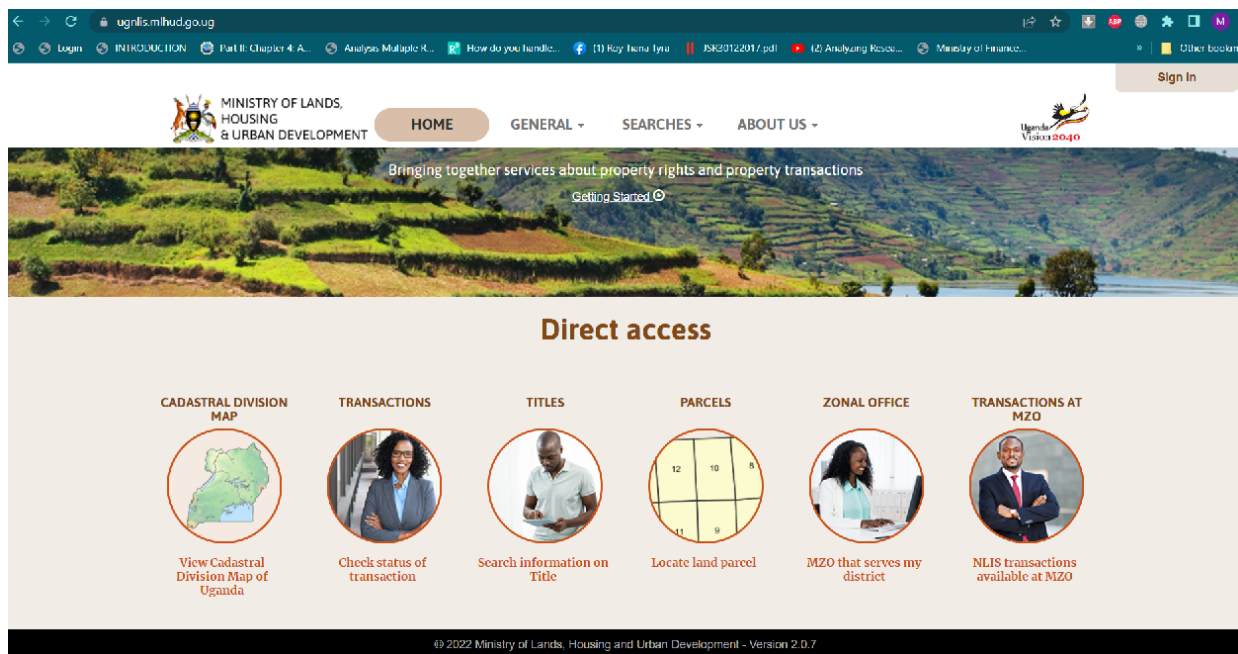 ugnlis.mlhud.go.ug
ABP
M
Login
INTRODUCTION
Part II: Chapter 4: A...
Analysis Multiple R...
How do you handle...
JSR30122017.pdf
(2) Analyzing Resea...
Ministry of Finance...
»
Other bookm
Sign In
MINISTRY OF LANDS,
HOUSING
& URBAN DEVELOPMENT
HOME
GENERAL
SEARCHES
ABOUT US
Uganda
Vision 2040
Bringing together services about property rights and property transactions
Getting Started
Direct access
CADASTRAL DIVISION
MAP
TRANSACTIONS
TITLES
PARCELS
ZONAL OFFICE
TRANSACTIONS AT
MZO
12
10
8
11
9
View Cadastral
Division Map of
Uganda
Check status of
transaction
Search information on
Title
Locate land parcel
MZO that serves my
district
NLIS transactions
available at MZO
© 2022 Ministry of Lands, Housing and Urban Development - Version 2.0.7